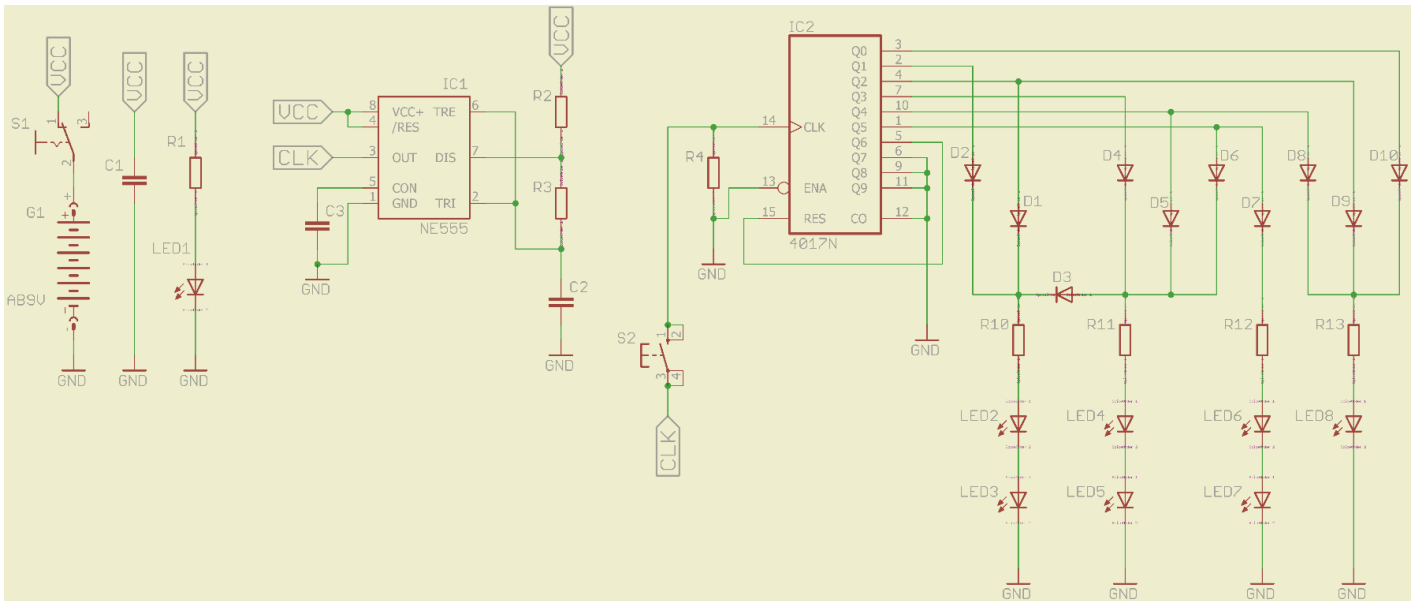 VCC
S1
1
3
2
+
+
G1
AB9V
-
-
GND
VCC
C1
GND
VCC
R1
LED1
GND
IC1
VCC
CLK
8 VCC+ TRE 6
4 /RES
3 OUT DIS 7
5 CON
1 GND TRI 2
NE555
C3
GND
VCC
R2
R3
C2
GND
IC2
Q0 3
Q1 2
Q2 4
Q3 7
Q4 10
14 CLK Q5 1
Q6 5
Q7 6
Q8 9
13 ENA Q9 11
15 RES CO 12
4017N
R4
GND
GND
S2
1
2
3
4
CLK
D2
D4
D6
D8
D10
D1
D5
D7
D9
D3
R10
R11
R12
R13
LED2
LED4
LED6
LED8
LED3
LED5
LED7
GND
GND
GND
GND